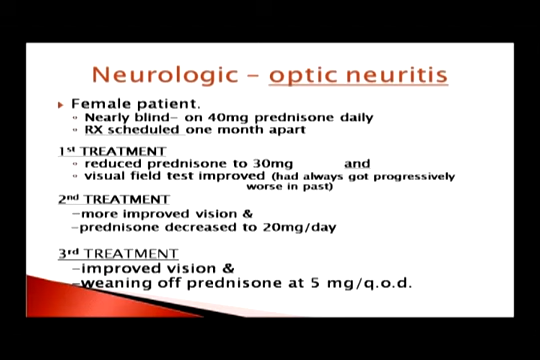 Neurologic – optic neuritis
Female patient.
Nearly blind– on 40mg prednisone daily
RX scheduled one month apart
1st TREATMENT
reduced prednisone to 30mg and
visual field test improved (had always got progressively
worse in past)
2nd TREATMENT
–more improved vision &
–prednisone decreased to 20mg/day
3rd TREATMENT
–improved vision &
–weaning off prednisone at 5 mg/q.o.d.